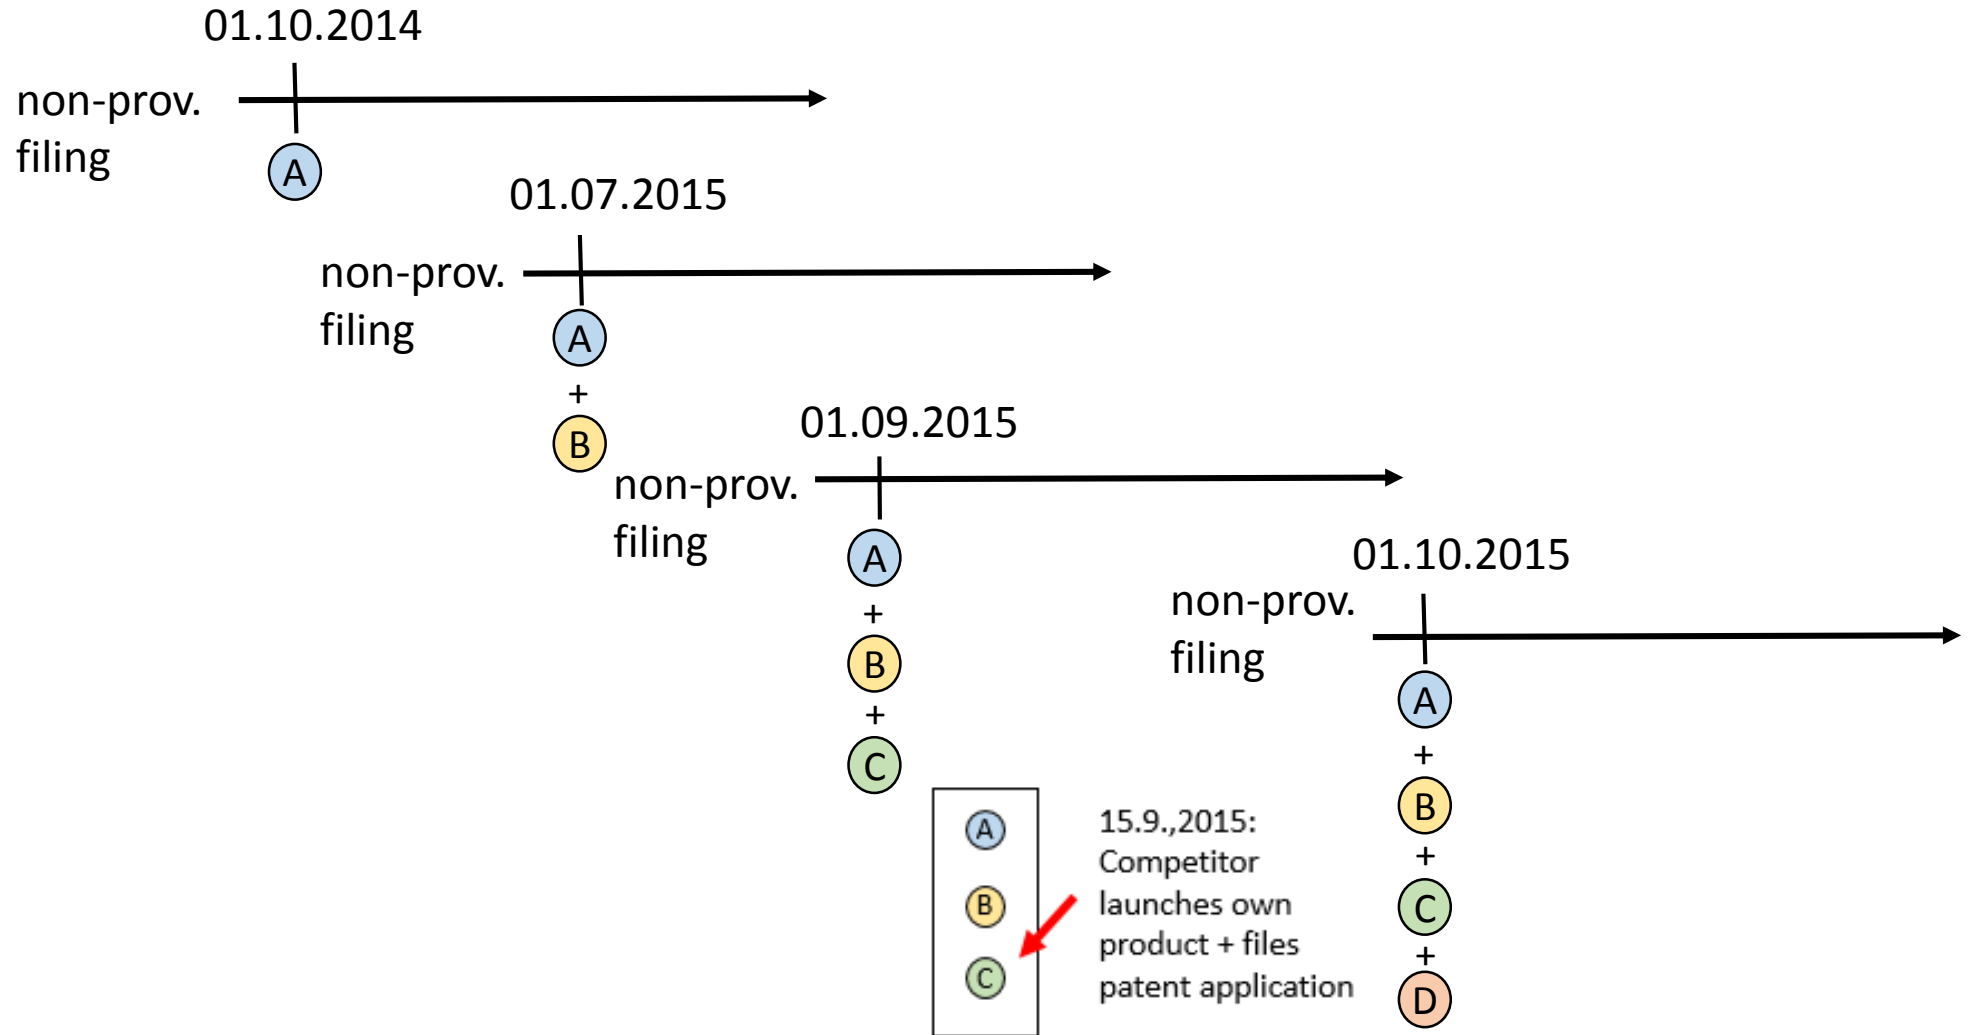 01.10.2014
non-prov.
filing
A
01.07.2015
non-prov.
filing
A
+
B
01.09.2015
non-prov.
filing
A
+
B
+
C
A
B
C
15.9.,2015:
Competitor
launches own
product + files
patent application
01.10.2015
non-prov.
filing
A
+
B
+
C
+
D